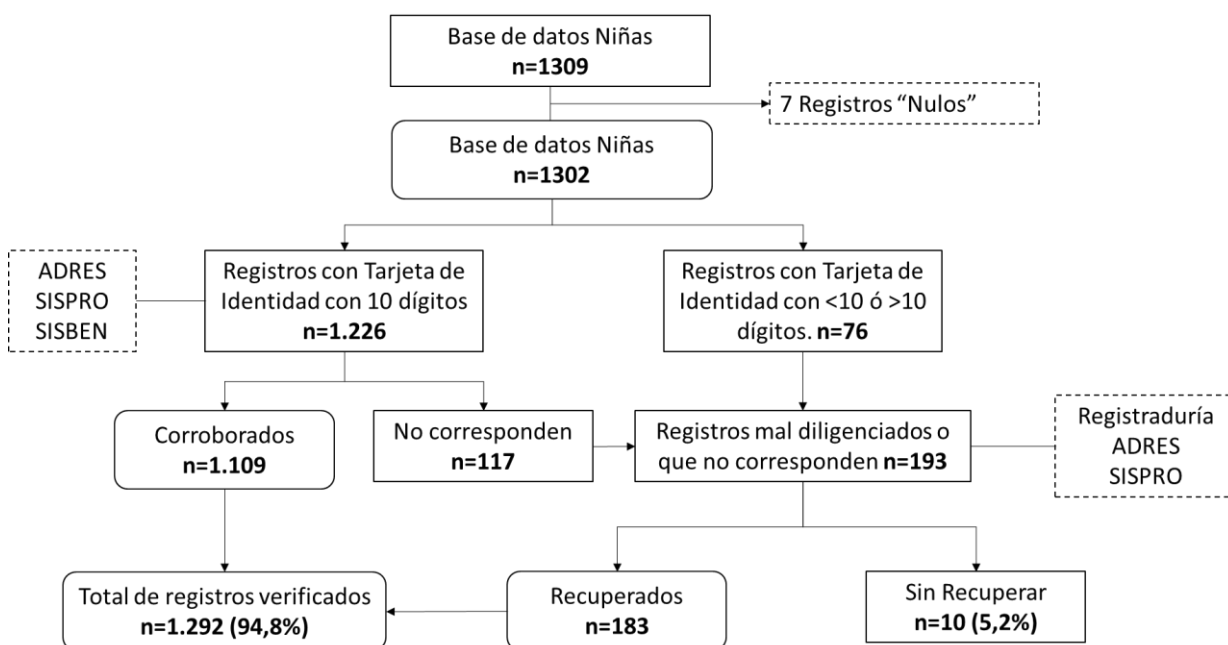 Base de datos Niñas
n=1309
7 Registros “Nulos”
Base de datos Niñas
n=1302
ADRES
SISPRO
SISBEN
Registros con Tarjeta de
Identidad con 10 dígitos
n=1.226
Registros con Tarjeta de
Identidad con <10 ó >10
dígitos. n=76
Corroborados
n=1.109
No corresponden
n=117
Registros mal diligenciados o
que no corresponden n=193
Registraduría
ADRES
SISPRO
Total de registros verificados
n=1.292 (94,8%)
Recuperados
n=183
Sin Recuperar
n=10 (5,2%)